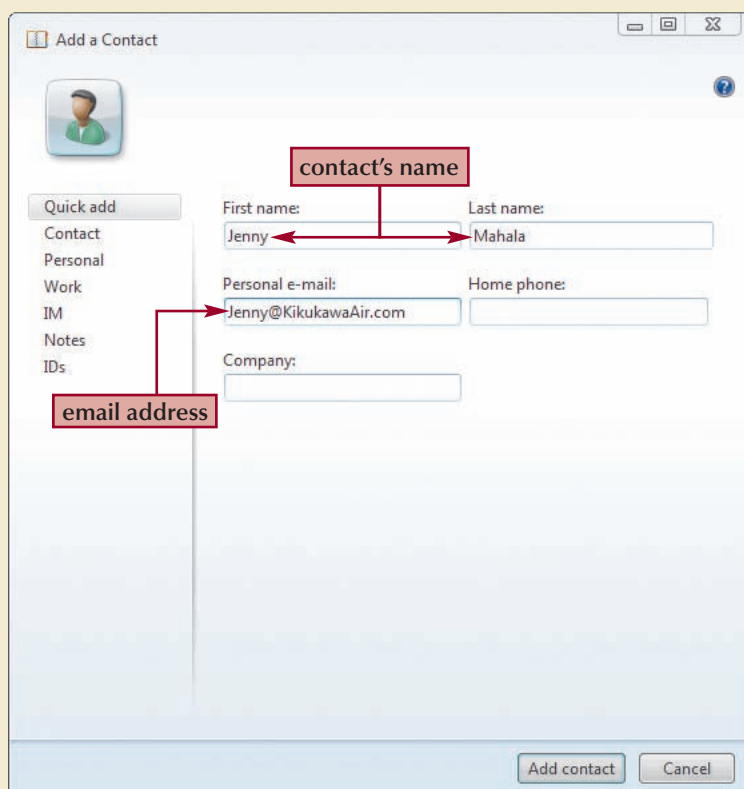 Add a Contact
contact's name
Quick add
Contact
Personal
Work
IM
Notes
IDs
First name:
Last name:
Jenny
Mahala
Personal e-mail:
Home phone:
Jenny@KikukawaAir.com
Company:
email address
Add contact
Cancel